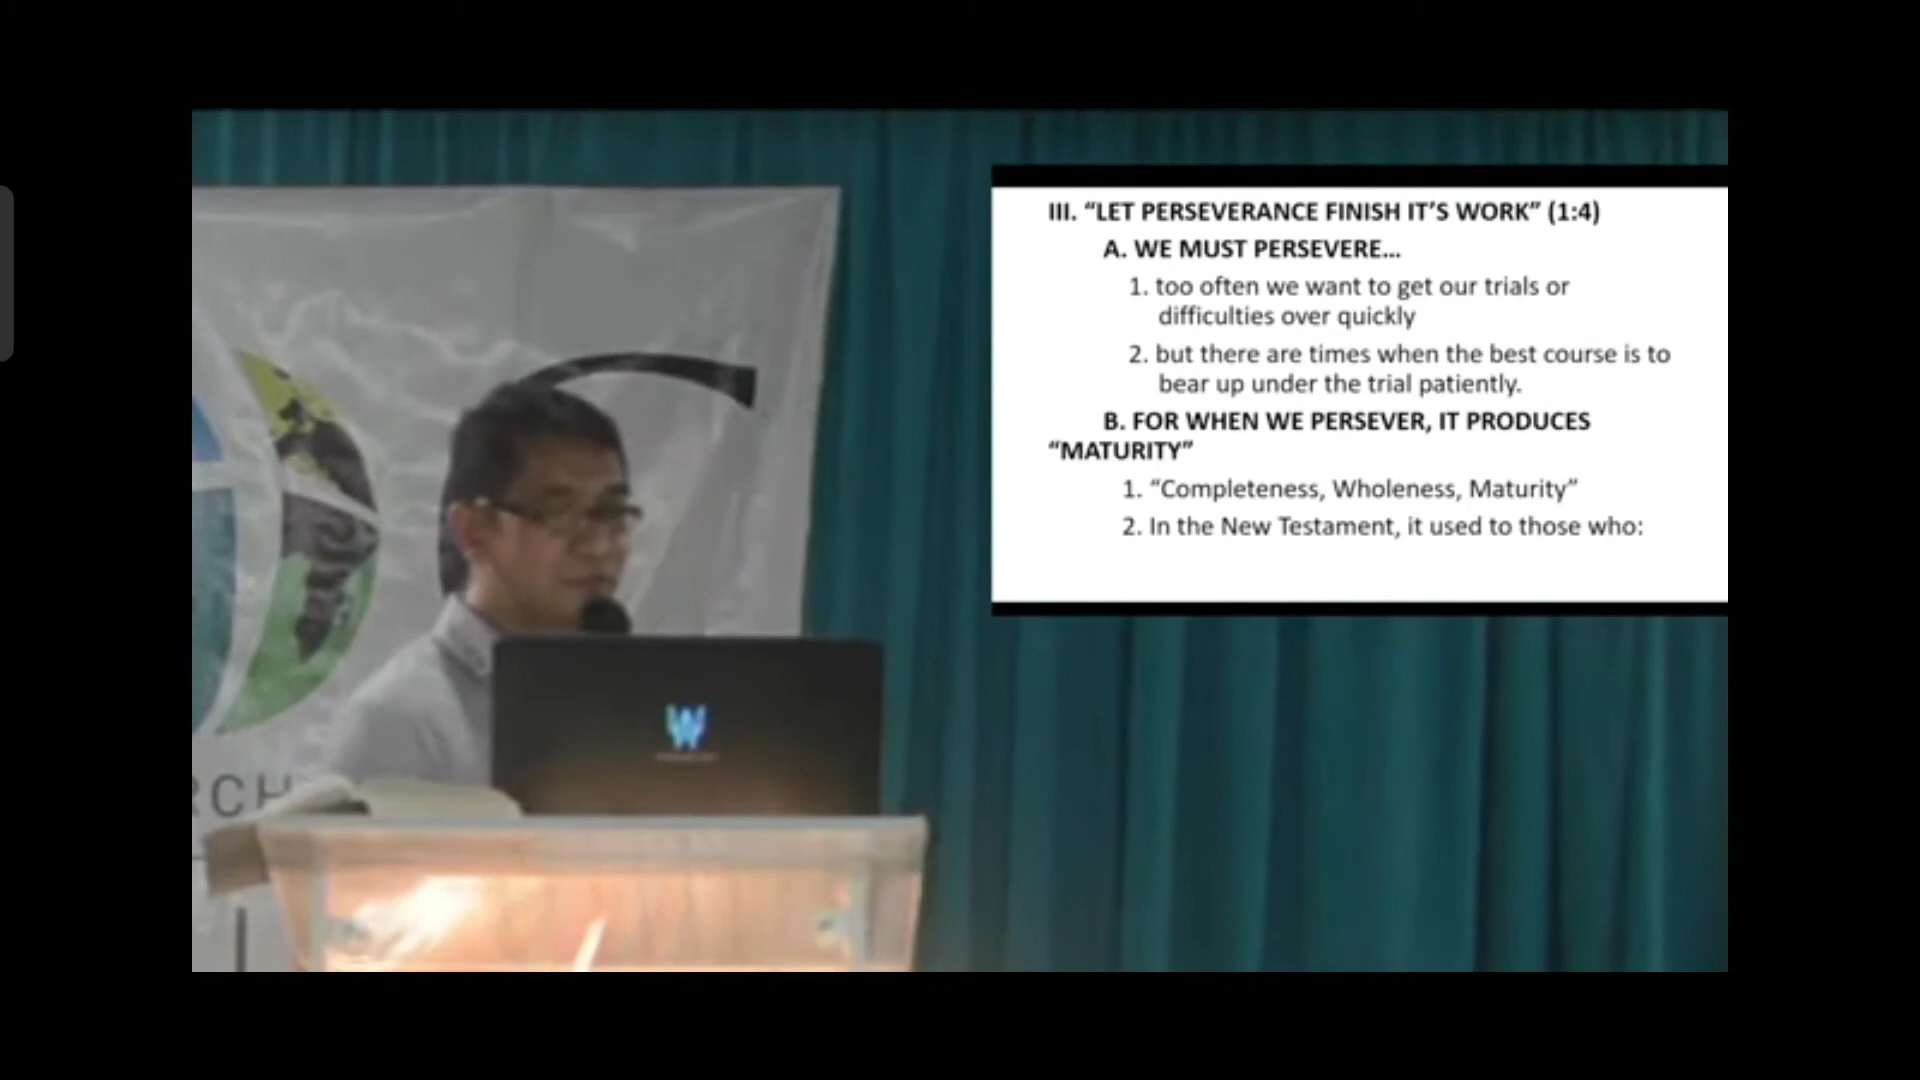 III. “LET PERSEVERANCE FINISH IT’S WORK” (1:4)
A. WE MUST PERSEVERE...
1. too often we want to get our trials or
difficulties over quickly
2. but there are times when the best course is to
bear up under the trial patiently.
B. FOR WHEN WE PERSEVER, IT PRODUCES
“MATURITY”
1. “Completeness, Wholeness, Maturity”
2. In the New Testament, it used to those who:
RCH
W